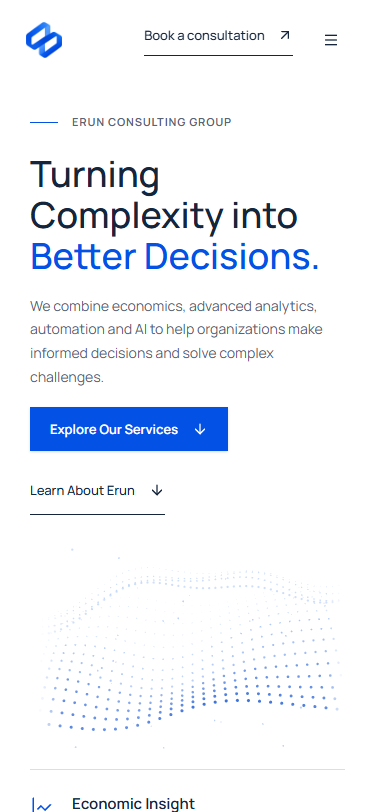 Book a consultation
ERUN CONSULTING GROUP
Turning
Complexity into
Better Decisions.
We combine economics, advanced analytics,
automation and AI to help organizations make
informed decisions and solve complex
challenges.
Explore Our Services
Learn About Erun
Economic Insight